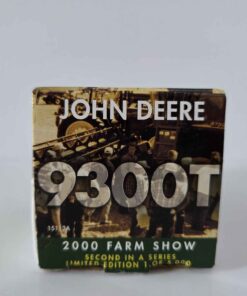 JOHN DEERE
9300T
2000 FARM SHOW
SECOND IN A SERIES
LIMITED EDITION 1 OF 5,000